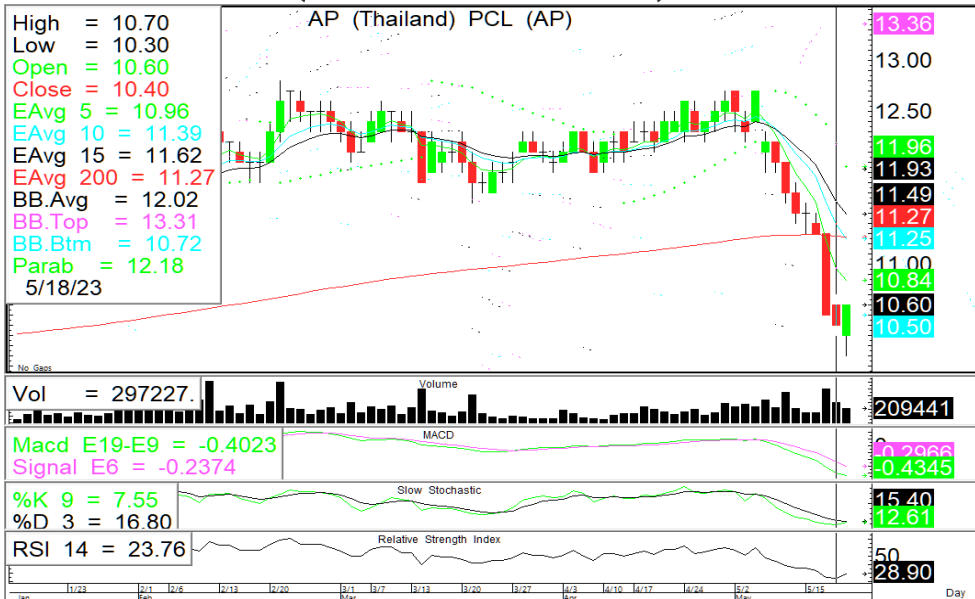 AP (Thailand) PCL (AP)
High = 10.70
Low = 10.30
Open = 10.60
Close = 10.40
EAvg 5 = 10.96
EAvg 10 = 11.39
EAvg 15 = 11.62
EAvg 200 = 11.27
BB.Avg = 12.02
BB.Top = 13.31
BB.Btm = 10.72
Parab = 12.18
5/18/23
13.36
13.00
12.50
11.96
11.93
11.49
11.27
11.25
11.00
10.84
10.60
10.50
No Gaps
Volume
Vol = 297227.
209441
MACD
Macd E19-E9 = -0.4023
Signal E6 = -0.2374
-0.2966
-0.4345
Slow Stochastic
%K 9 = 7.55
%D 3 = 16.80
15.40
12.61
Relative Strength Index
RSI 14 = 23.76
50
28.90
1/23 2/1 2/6 2/13 2/20 3/1 3/7 3/13 3/20 3/27 4/3 4/10 4/17 4/24 5/2 5/15
Jan Feb Mar Apr May Day